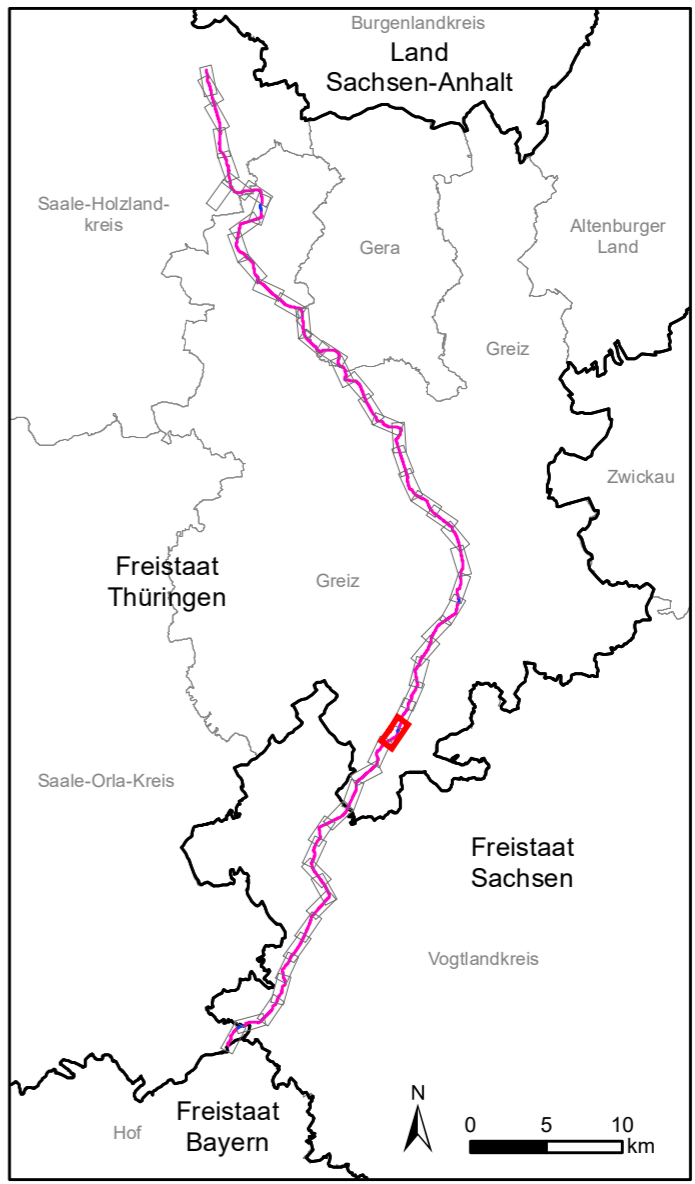 Burgenlandkreis
Land
Sachsen-Anhalt
Saale-Holzland-
kreis
Gera
Altenburger
Land
Greiz
Zwickau
Freistaat
Thüringen
Greiz
Saale-Orla-Kreis
Freistaat
Sachsen
Vogtlandkreis
Freistaat
Bayern
Hof
N
0 5 10
km